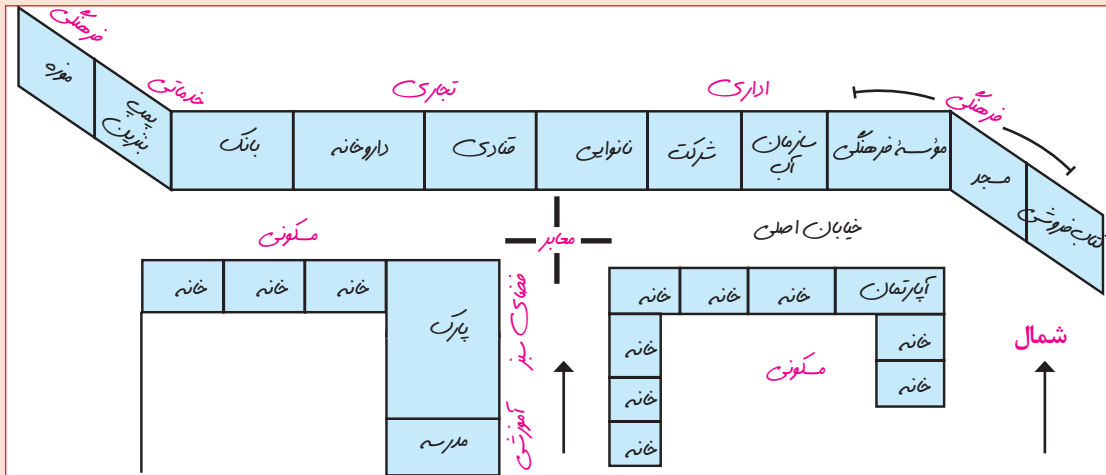 فرهنگی
موزه
خدماتی
پمپ
بنزین
تجاری
اداری
فرهنگی
بانک
داروخانه
قنادی
نانوایی
شرکت
سازمان
آب
مؤسسهٔ فرهنگی
مسجد
کتاب فروشی
مسکونی
معابر
خیابان اصلی
خانه
خانه
خانه
پارک
فضای سبز
خانه
خانه
خانه
آپارتمان
خانه
خانه
خانه
خانه
خانه
مسکونی
شمال
مدرسه
آموزشی